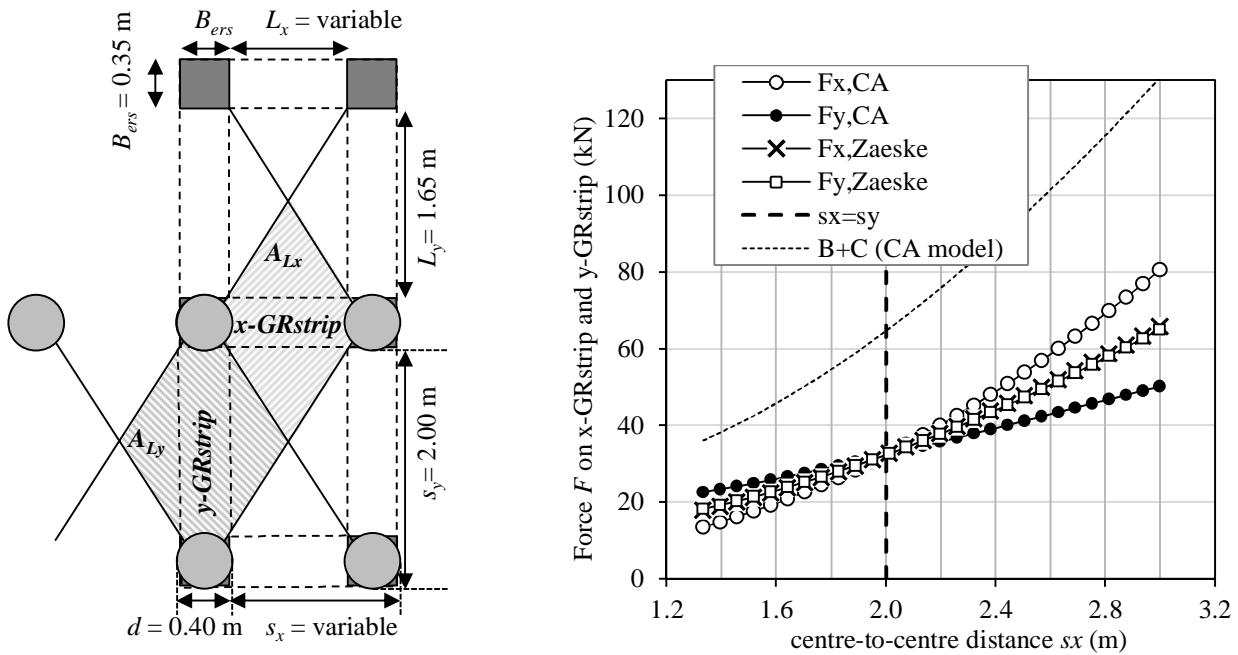 B_ers L_x = variable
B_ers = 0.35 m
L_y = 1.65 m
A_Lx
x-GRstrip
A_Ly
y-GRstrip
s_y = 2.00 m
d = 0.40 m s_x = variable
Fx,CA
Fy,CA
Fx,Zaeske
Fy,Zaeske
sx=sy
B+C (CA model)
Force F on x-GRstrip and y-GRstrip (kN)
120
100
80
60
40
20
0
1.2 1.6 2.0 2.4 2.8 3.2
centre-to-centre distance sx (m)